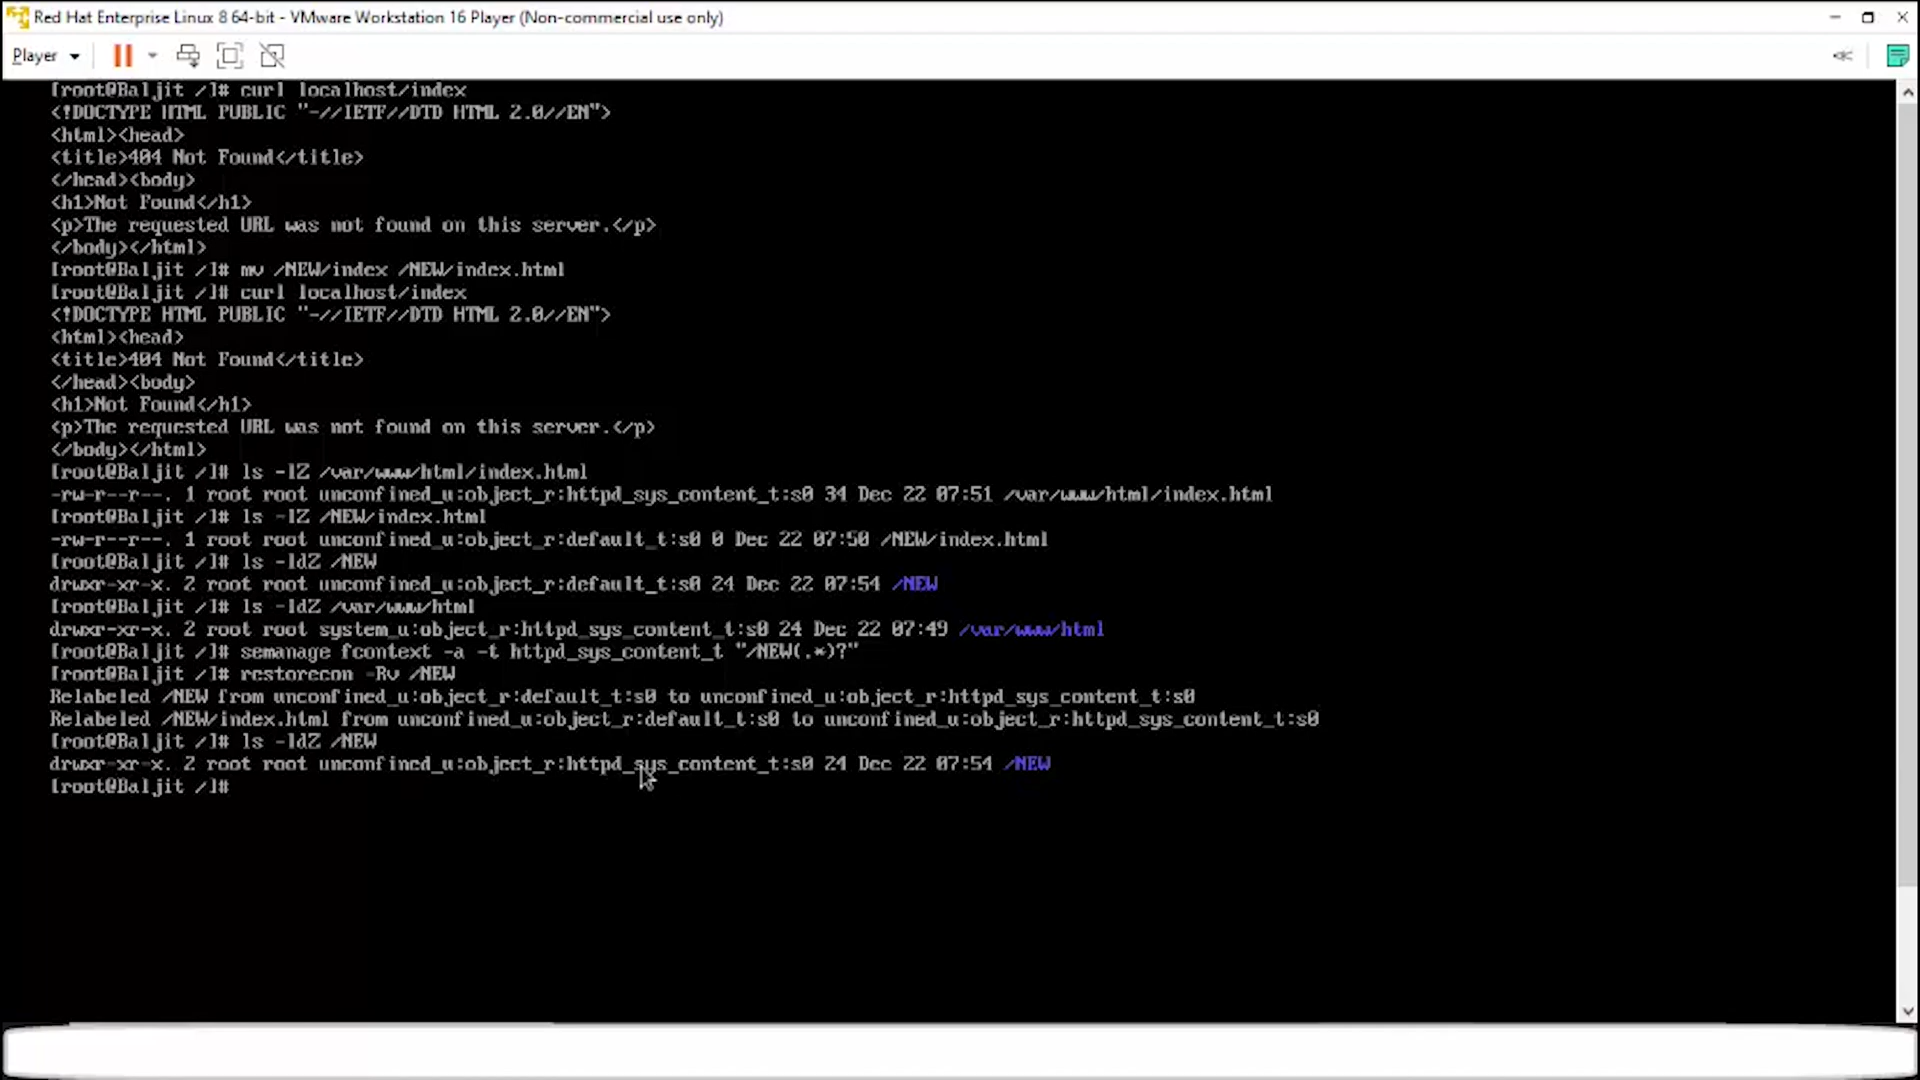 Red Hat Enterprise Linux 8 64-bit - VMware Workstation 16 Player (Non-commercial use only)
Player
[root@Baljit /]# curl localhost/index
<!DOCTYPE HTML PUBLIC "-//IETF//DTD HTML 2.0//EN">
<html><head>
<title>404 Not Found</title>
</head><body>
<h1>Not Found</h1>
<p>The requested URL was not found on this server.</p>
</body></html>
[root@Baljit /]# mv /NEW/index /NEW/index.html
[root@Baljit /]# curl localhost/index
<!DOCTYPE HTML PUBLIC "-//IETF//DTD HTML 2.0//EN">
<html><head>
<title>404 Not Found</title>
</head><body>
<h1>Not Found</h1>
<p>The requested URL was not found on this server.</p>
</body></html>
[root@Baljit /]# ls -lZ /var/www/html/index.html
-rw-r--r--. 1 root root unconfined_u:object_r:httpd_sys_content_t:s0 34 Dec 22 07:51 /var/www/html/index.html
[root@Baljit /]# ls -lZ /NEW/index.html
-rw-r--r--. 1 root root unconfined_u:object_r:default_t:s0 0 Dec 22 07:50 /NEW/index.html
[root@Baljit /]# ls -ldZ /NEW
drwxr-xr-x. 2 root root unconfined_u:object_r:default_t:s0 24 Dec 22 07:54 /NEW
[root@Baljit /]# ls -ldZ /var/www/html
drwxr-xr-x. 2 root root system_u:object_r:httpd_sys_content_t:s0 24 Dec 22 07:49 /var/www/html
[root@Baljit /]# semanage fcontext -a -t httpd_sys_content_t "/NEW(.*)?"
[root@Baljit /]# restorecon -Rv /NEW
Relabeled /NEW from unconfined_u:object_r:default_t:s0 to unconfined_u:object_r:httpd_sys_content_t:s0
Relabeled /NEW/index.html from unconfined_u:object_r:default_t:s0 to unconfined_u:object_r:httpd_sys_content_t:s0
[root@Baljit /]# ls -ldZ /NEW
drwxr-xr-x. 2 root root unconfined_u:object_r:httpd_sys_content_t:s0 24 Dec 22 07:54 /NEW
[root@Baljit /]#